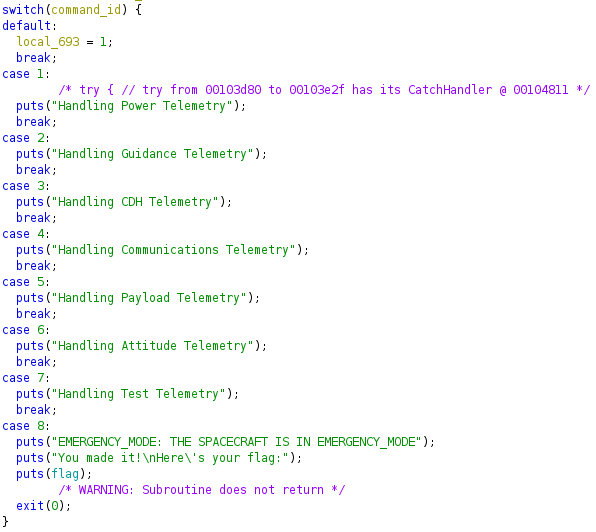 switch(command_id) {
default:
local_693 = 1;
break;
case 1:
/* try { // try from 00103d80 to 00103e2f has its CatchHandler @ 00104811 */
puts("Handling Power Telemetry");
break;
case 2:
puts("Handling Guidance Telemetry");
break;
case 3:
puts("Handling CDH Telemetry");
break;
case 4:
puts("Handling Communications Telemetry");
break;
case 5:
puts("Handling Payload Telemetry");
break;
case 6:
puts("Handling Attitude Telemetry");
break;
case 7:
puts("Handling Test Telemetry");
break;
case 8:
puts("EMERGENCY_MODE: THE SPACECRAFT IS IN EMERGENCY_MODE");
puts("You made it!\nHere\'s your flag:");
puts(flag);
/* WARNING: Subroutine does not return */
exit(0);
}